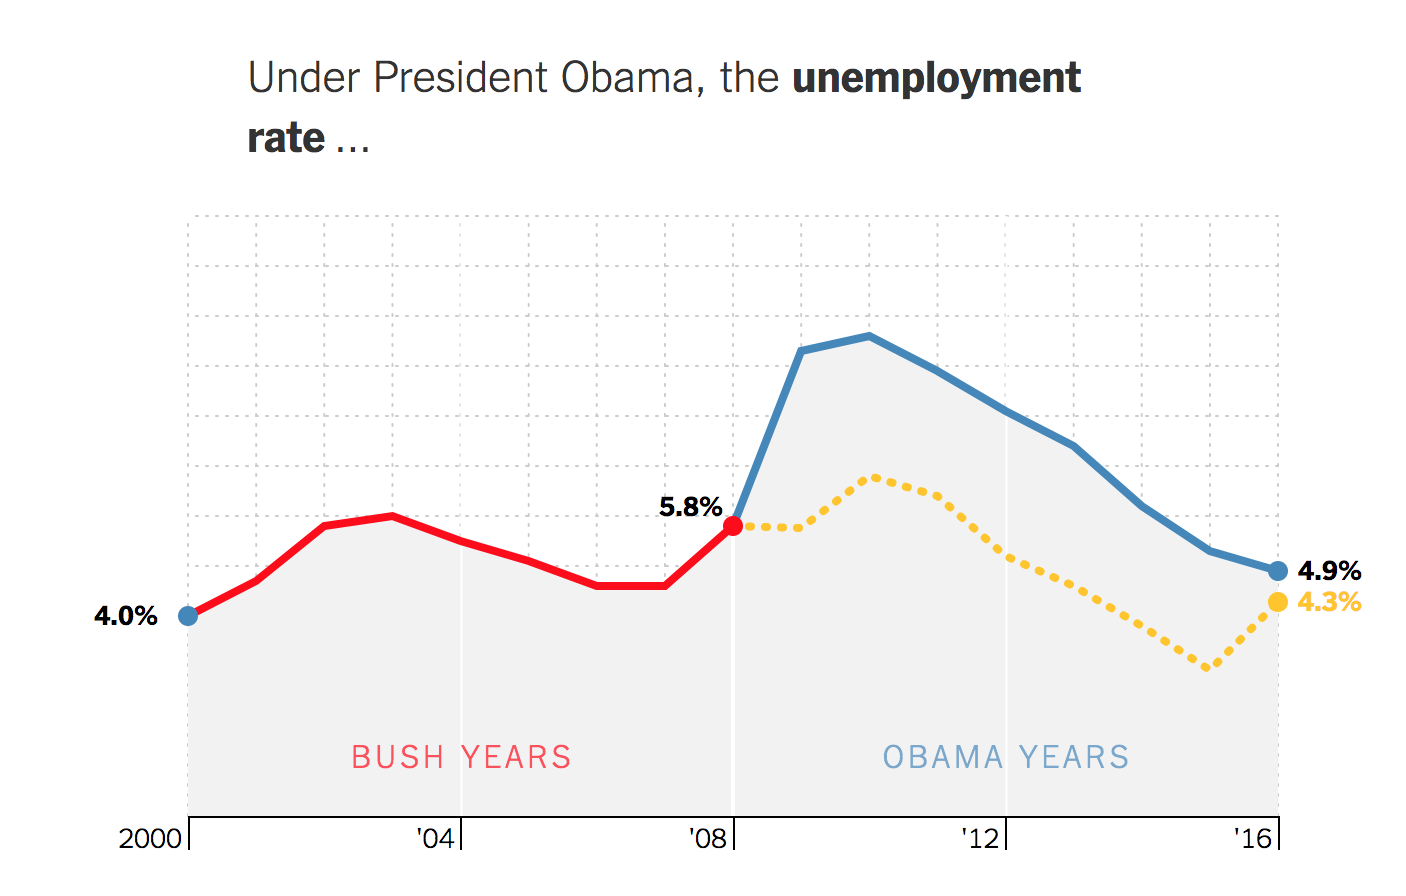 Under President Obama, the unemployment
rate ...
5.8%
4.0%
4.9%
4.3%
BUSH YEARS
OBAMA YEARS
2000
'04
'08
'12
'16